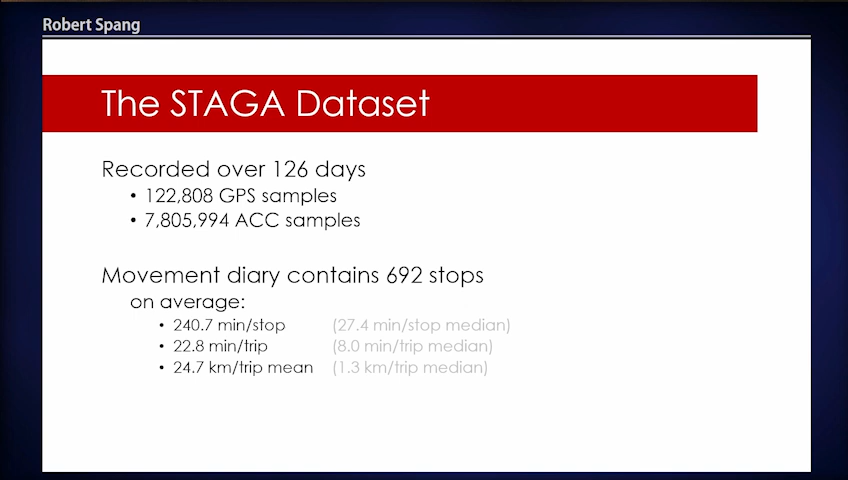 Robert Spang
The STAGA Dataset
Recorded over 126 days
• 122,808 GPS samples
• 7,805,994 ACC samples
Movement diary contains 692 stops
on average:
• 240.7 min/stop (27.4 min/stop median)
• 22.8 min/trip (8.0 min/trip median)
• 24.7 km/trip mean (1.3 km/trip median)